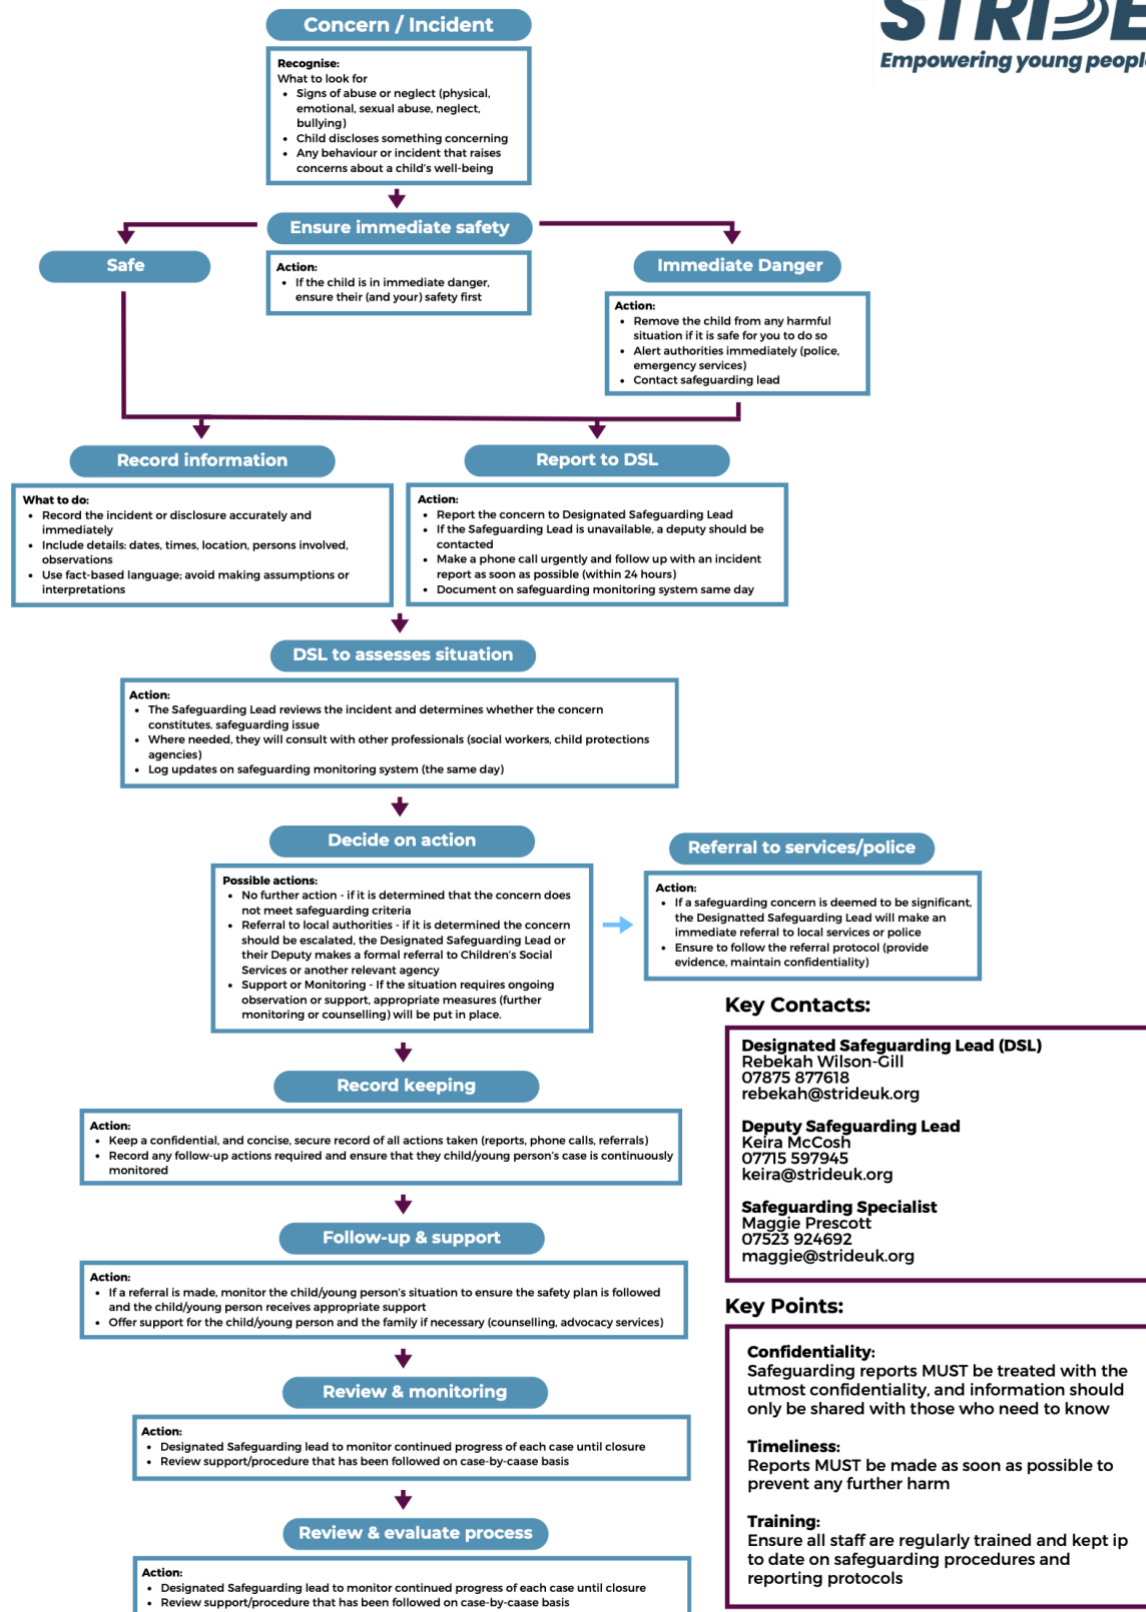 STRIDE
Empowering young people
Concern / Incident
Recognise:
What to look for
• Signs of abuse or neglect (physical,
emotional, sexual abuse, neglect,
bullying)
• Child discloses something concerning
• Any behaviour or incident that raises
concerns about a child's well-being
Ensure immediate safety
Action:
• If the child is in immediate danger,
ensure their (and your) safety first
Safe
Immediate Danger
Action:
• Remove the child from any harmful
situation if it is safe for you to do so
• Alert authorities immediately (police,
emergency services)
• Contact safeguarding lead
Record information
What to do:
• Record the incident or disclosure accurately and
immediately
• Include details: dates, times, location, persons involved,
observations
• Use fact-based language; avoid making assumptions or
interpretations
Report to DSL
Action:
• Report the concern to Designated Safeguarding Lead
• If the Safeguarding Lead is unavailable, a deputy should be
contacted
• Make a phone call urgently and follow up with an incident
report as soon as possible (within 24 hours)
• Document on safeguarding monitoring system same day
DSL to assesses situation
Action:
• The Safeguarding Lead reviews the incident and determines whether the concern
constitutes. safeguarding issue
• Where needed, they will consult with other professionals (social workers, child protections
agencies)
• Log updates on safeguarding monitoring system (the same day)
Decide on action
Possible actions:
• No further action - if it is determined that the concern does
not meet safeguarding criteria
• Referral to local authorities - if it is determined the concern
should be escalated, the Designated Safeguarding Lead or
their Deputy makes a formal referral to Children's Social
Services or another relevant agency
• Support or Monitoring - If the situation requires ongoing
observation or support, appropriate measures (further
monitoring or counselling) will be put in place.
Referral to services/police
Action:
• If a safeguarding concern is deemed to be significant,
the Designatted Safeguarding Lead will make an
immediate referral to local services or police
• Ensure to follow the referral protocol (provide
evidence, maintain confidentiality)
Record keeping
Action:
• Keep a confidential, and concise, secure record of all actions taken (reports, phone calls, referrals)
• Record any follow-up actions required and ensure that they child/young person's case is continuously
monitored
Follow-up & support
Action:
• If a referral is made, monitor the child/young person's situation to ensure the safety plan is followed
and the child/young person receives appropriate support
• Offer support for the child/young person and the family if necessary (counselling, advocacy services)
Review & monitoring
Action:
• Designated Safeguarding lead to monitor continued progress of each case until closure
• Review support/procedure that has been followed on case-by-caase basis
Review & evaluate process
Action:
• Designated Safeguarding lead to monitor continued progress of each case until closure
• Review support/procedure that has been followed on case-by-caase basis
Key Contacts:
Designated Safeguarding Lead (DSL)
Rebekah Wilson-Gill
07875 877618
rebekah@strideuk.org
Deputy Safeguarding Lead
Keira McCosh
07715 597945
keira@strideuk.org
Safeguarding Specialist
Maggie Prescott
07523 924692
maggie@strideuk.org
Key Points:
Confidentiality:
Safeguarding reports MUST be treated with the
utmost confidentiality, and information should
only be shared with those who need to know
Timeliness:
Reports MUST be made as soon as possible to
prevent any further harm
Training:
Ensure all staff are regularly trained and kept ip
to date on safeguarding procedures and
reporting protocols